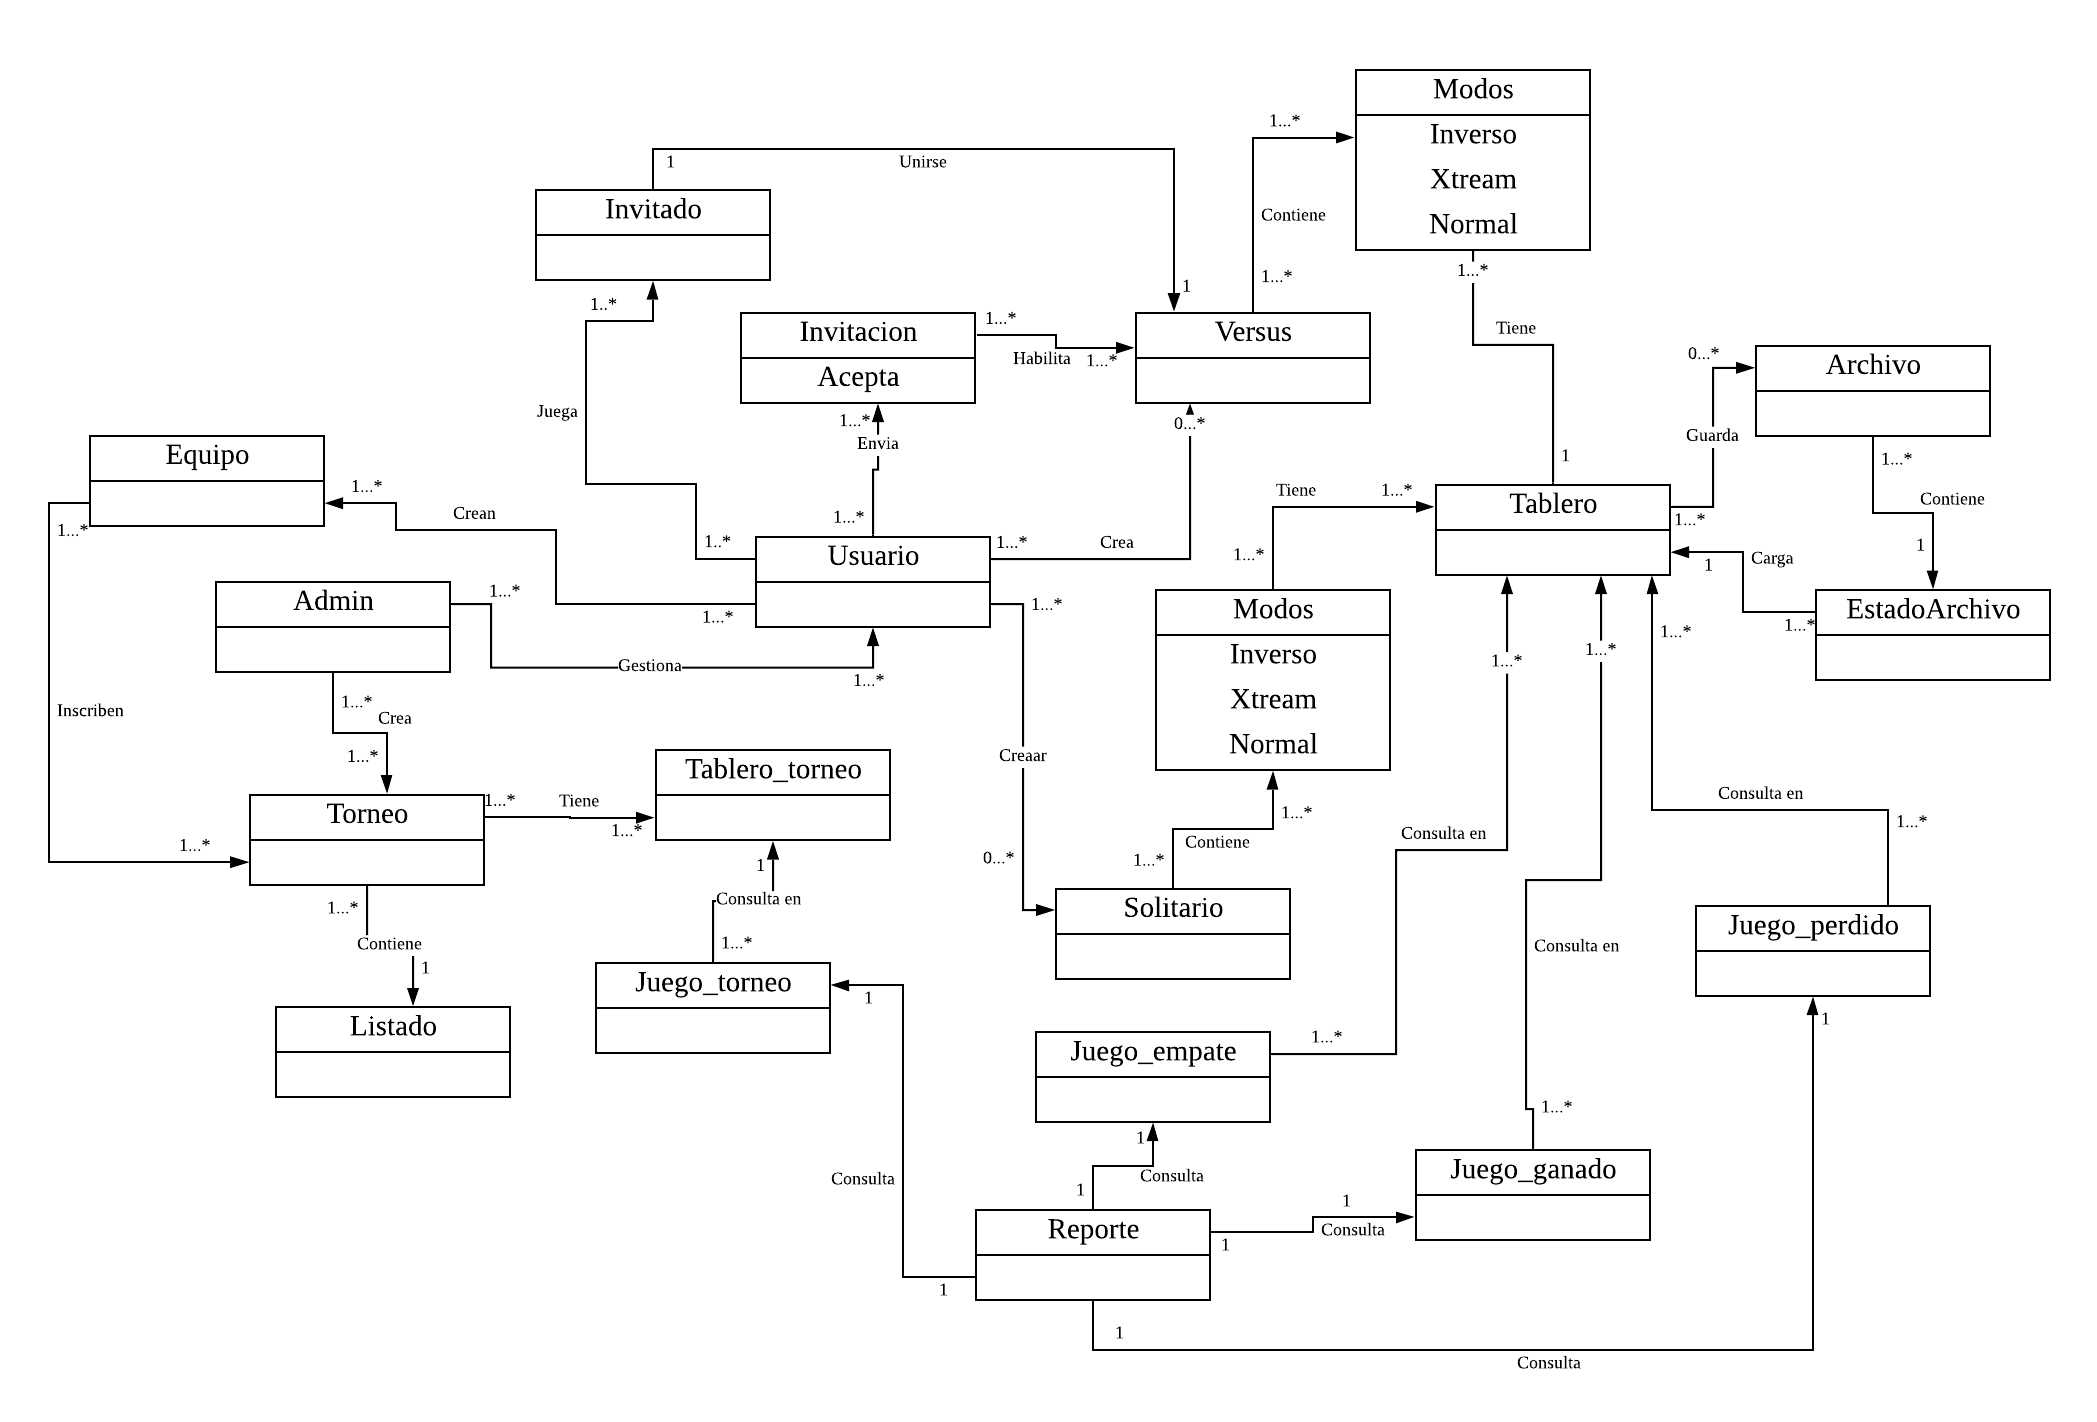 Modos
Inverso
Xtream
Normal
1...*
1
Unirse
Invitado
Contiene
1...*
1...*
1
1..*
Invitacion
Acepta
1...*
Habilita
1...*
Versus
Tiene
0...*
Archivo
Juega
1...*
Envia
0...*
Guarda
Equipo
1...*
Contiene
1
1...*
Crean
1...*
Tiene
1...*
Tablero
1...*
1...*
1..*
Usuario
1...*
Crea
1...*
1
Carga
1
Admin
1...*
1...*
1...*
Modos
Inverso
Xtream
Normal
1...*
EstadoArchivo
Gestiona
1...*
1...*
1...*
1...*
Inscriben
1...*
Crea
1...*
Creaar
Tablero_torneo
Torneo
1...*
Tiene
1...*
1...*
Consulta en
1...*
1...*
Contiene
1...*
Consulta en
1
0...*
Consulta en
Solitario
1...*
Contiene
1
1...*
Juego_torneo
1
Listado
Juego_perdido
Consulta en
1
Juego_empate
1...*
1...*
1
Consulta
1
Consulta
Juego_ganado
Reporte
1
Consulta
1
1
1
Consulta